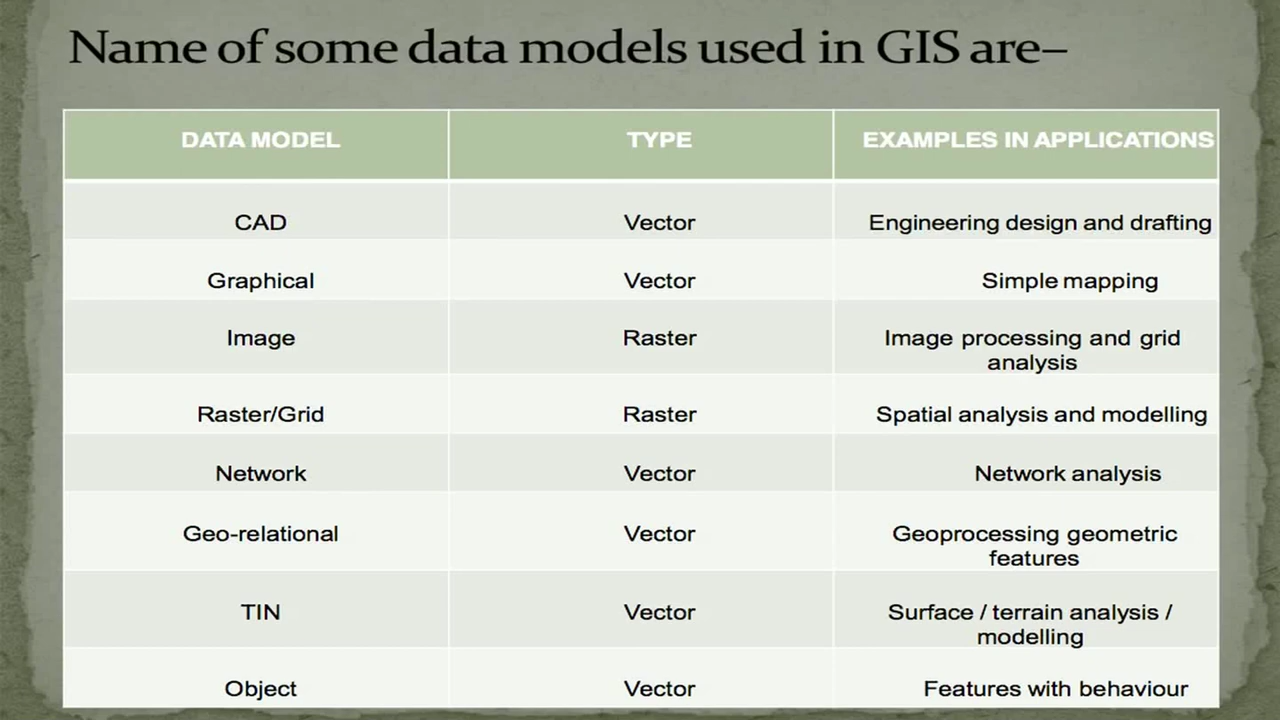 Name of some data models used in GIS are–
DATA MODEL TYPE EXAMPLES IN APPLICATIONS
CAD Vector Engineering design and drafting
Graphical Vector Simple mapping
Image Raster Image processing and grid
analysis
Raster/Grid Raster Spatial analysis and modelling
Network Vector Network analysis
Geo-relational Vector Geoprocessing geometric
features
TIN Vector Surface / terrain analysis /
modelling
Object Vector Features with behaviour